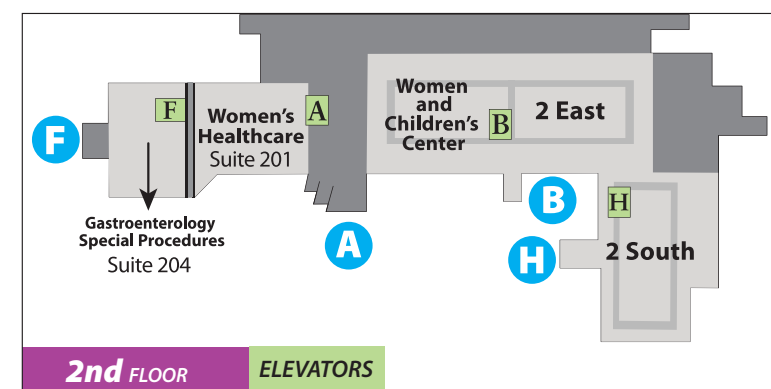 F
F
Women's
Healthcare
Suite 201
A
Women
and
Children's
Center
B
2 East
Gastroenterology
Special Procedures
Suite 204
A
B
H
H
2 South
2nd FLOOR
ELEVATORS